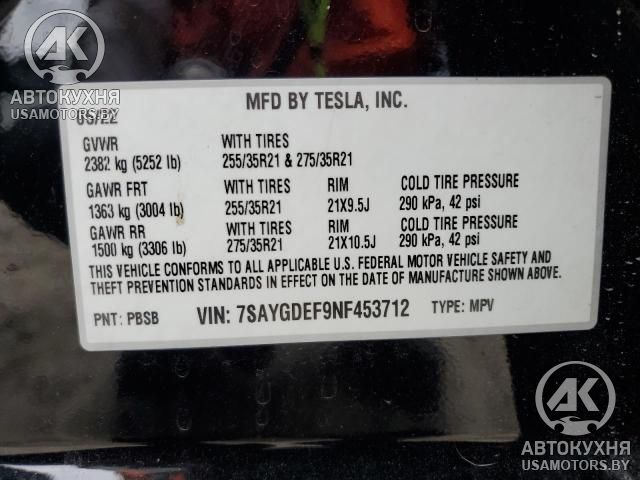 AK
АВТОКУХНЯ
USAMOTORS.BY
MFD BY TESLA, INC.
GVWR WITH TIRES
2382 kg (5252 lb) 255/35R21 & 275/35R21
GAWR FRT WITH TIRES RIM COLD TIRE PRESSURE
1363 kg (3004 lb) 255/35R21 21X9.5J 290 kPa, 42 psi
GAWR RR WITH TIRES RIM COLD TIRE PRESSURE
1500 kg (3306 lb) 275/35R21 21X10.5J 290 kPa, 42 psi
THIS VEHICLE CONFORMS TO ALL APPLICABLE U.S. FEDERAL MOTOR VEHICLE SAFETY AND
THEFT PREVENTION STANDARDS IN EFFECT ON THE DATE OF MANUFACTURE SHOWN ABOVE.
PNT: PBSB VIN: 7SAYGDEF9NF453712 TYPE: MPV
AK
АВТОКУХНЯ
USAMOTORS.BY